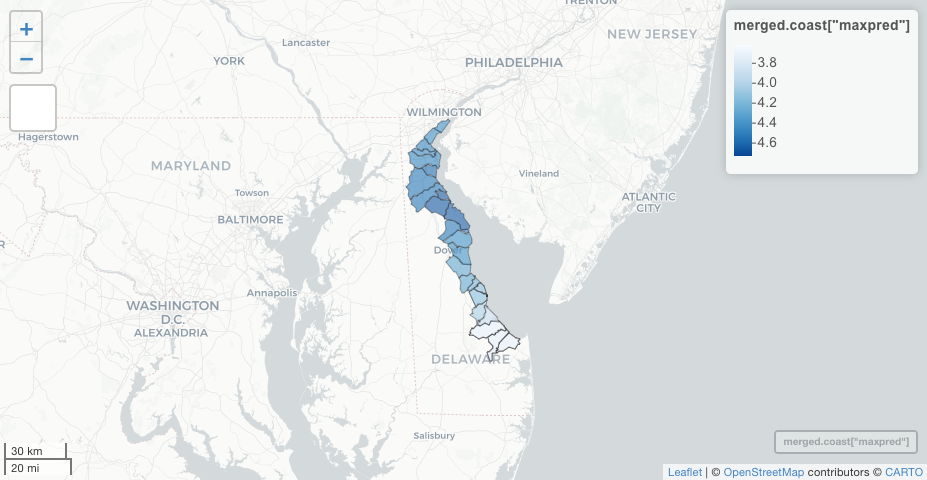 TRENTON
NEW JERSEY
Lancaster
YORK
PHILADELPHIA
WILMINGTON
Hagerstown
MARYLAND
Vineland
Towson
ATLANTIC
CITY
BALTIMORE
Dover
Annapolis
WASHINGTON
D.C.
ALEXANDRIA
DELAWARE
Salisbury
+
−
merged.coast["maxpred"]
3.8
4.0
4.2
4.4
4.6
merged.coast["maxpred"]
30 km
20 mi
Leaflet | © OpenStreetMap contributors © CARTO